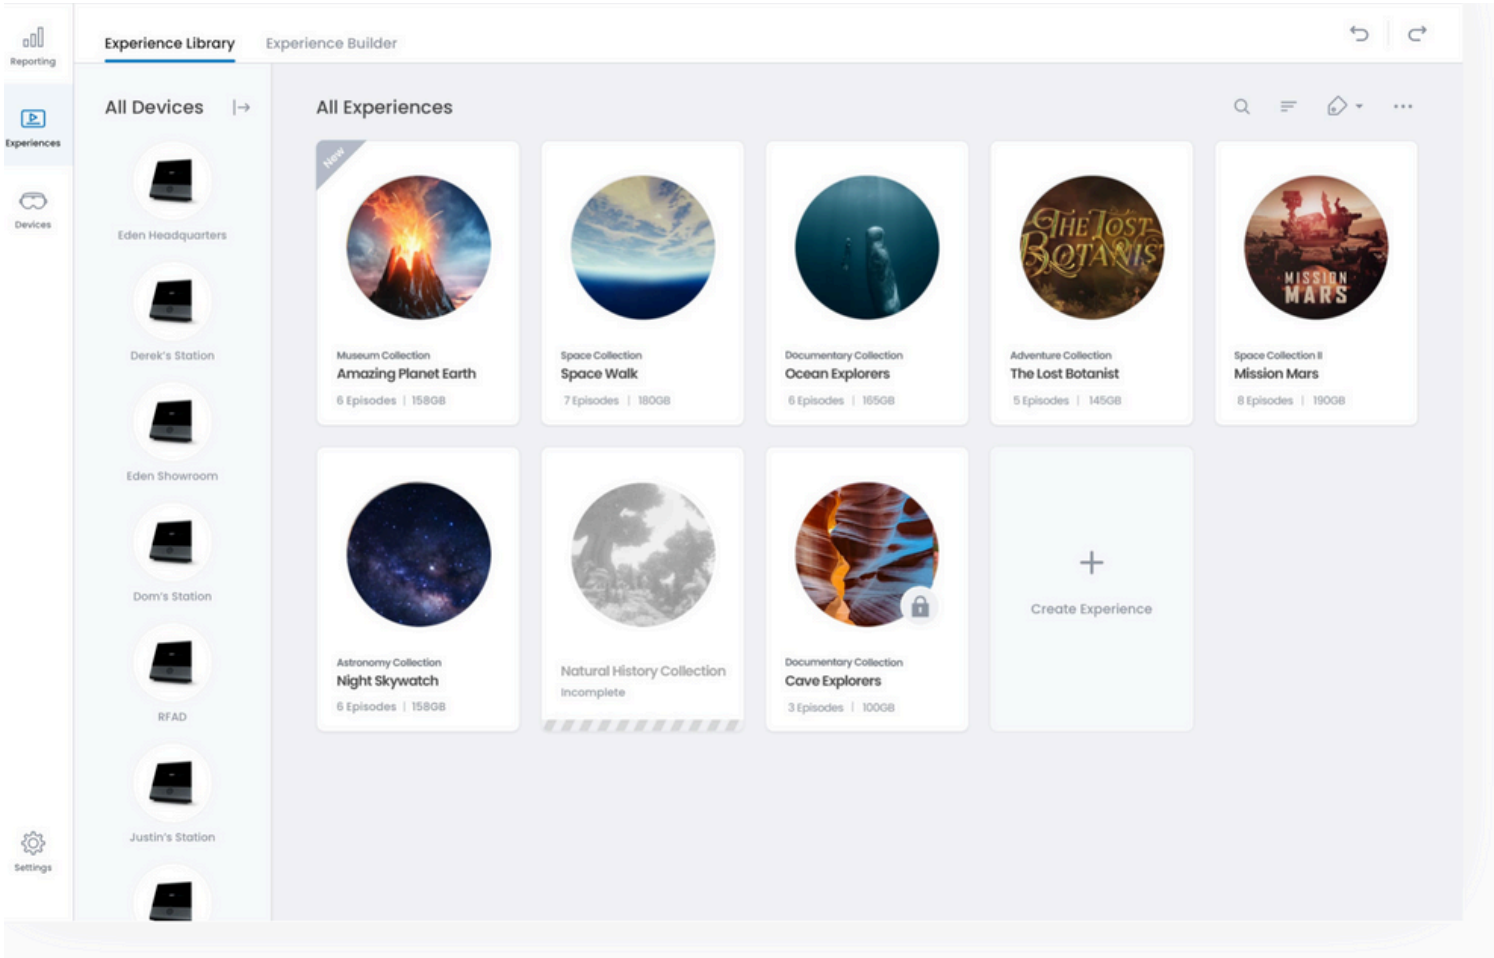 Reporting
Experiences
Devices
Settings
Experience Library
Experience Builder
All Devices
Eden Headquarters
Derek's Station
Eden Showroom
Dom's Station
RFAD
Justin's Station
All Experiences
New
Museum Collection
Amazing Planet Earth
6 Episodes | 158GB
Space Collection
Space Walk
7 Episodes | 180GB
Documentary Collection
Ocean Explorers
6 Episodes | 165GB
THE LOST
BOTANIST
Adventure Collection
The Lost Botanist
5 Episodes | 145GB
MISSION
MARS
Space Collection II
Mission Mars
8 Episodes | 190GB
Astronomy Collection
Night Skywatch
6 Episodes | 158GB
Natural History Collection
Incomplete
Documentary Collection
Cave Explorers
3 Episodes | 100GB
Create Experience